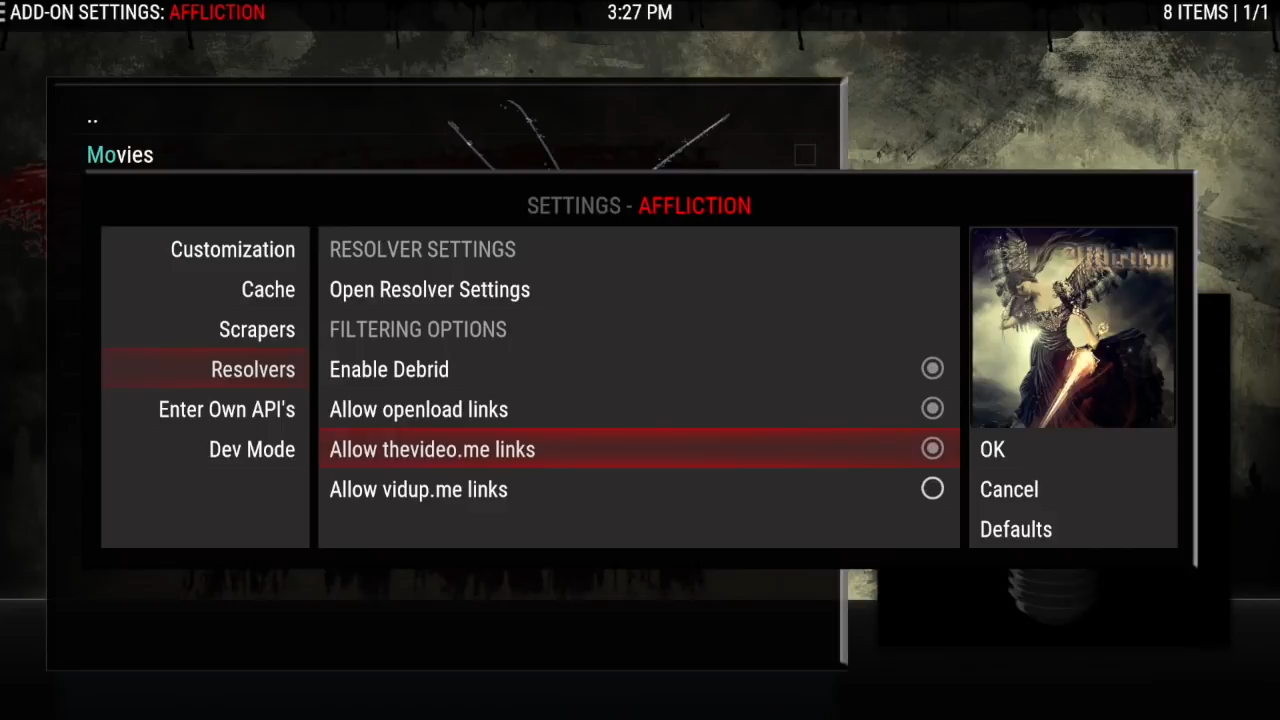 ADD-ON SETTINGS: AFFLICTION
3:27 PM
8 ITEMS | 1/1
..
Movies
SETTINGS - AFFLICTION
Customization
Cache
Scrapers
Resolvers
Enter Own API's
Dev Mode
RESOLVER SETTINGS
Open Resolver Settings
FILTERING OPTIONS
Enable Debrid
Allow openload links
Allow thevideo.me links
Allow vidup.me links
Affliction
OK
Cancel
Defaults